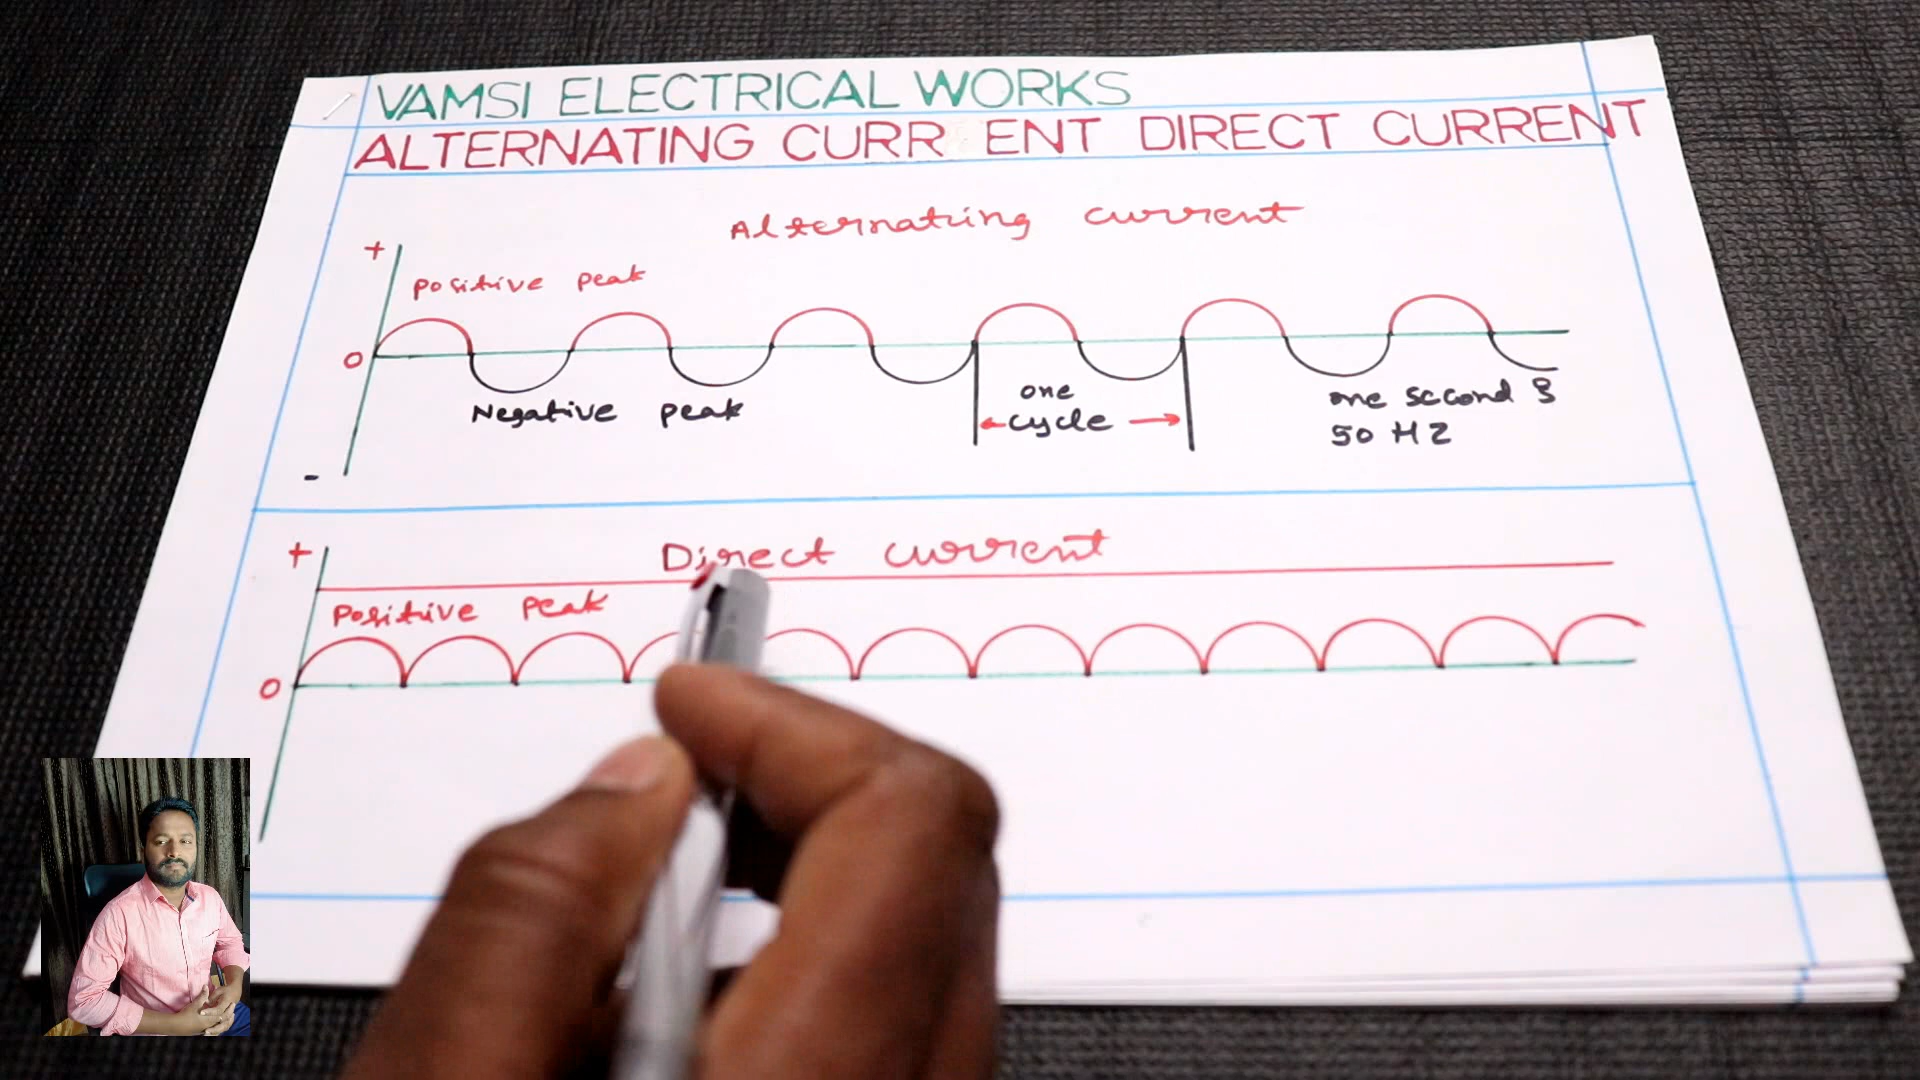 VAMSI ELECTRICAL WORKS
ALTERNATING CURR ENT DIRECT CURRENT
Alternating current
+
Positive peak
0
Negative peak
one
cycle
one second
50 HZ
-
Direct current
+
Positive Peak
0